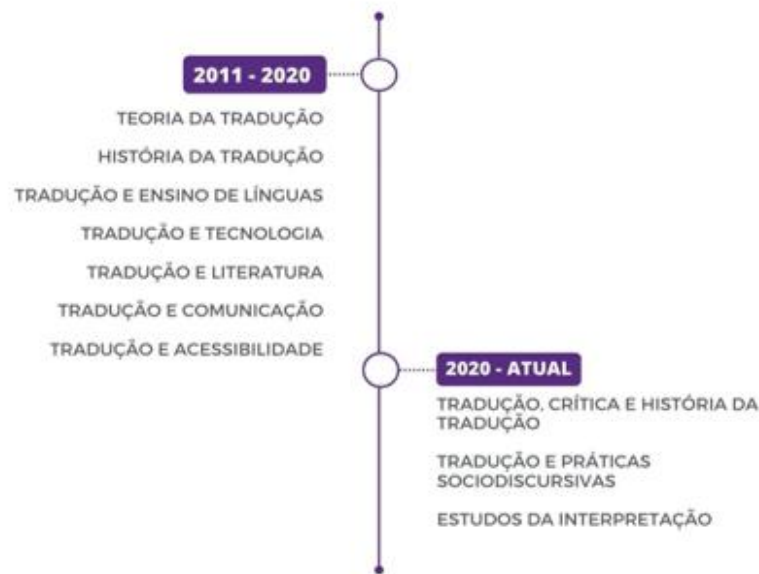 2011 - 2020
TEORIA DA TRADUÇÃO
HISTÓRIA DA TRADUÇÃO
TRADUÇÃO E ENSINO DE LÍNGUAS
TRADUÇÃO E TECNOLOGIA
TRADUÇÃO E LITERATURA
TRADUÇÃO E COMUNICAÇÃO
TRADUÇÃO E ACESSIBILIDADE
2020 - ATUAL
TRADUÇÃO, CRÍTICA E HISTÓRIA DA
TRADUÇÃO
TRADUÇÃO E PRÁTICAS
SOCIODISCURSIVAS
ESTUDOS DA INTERPRETAÇÃO